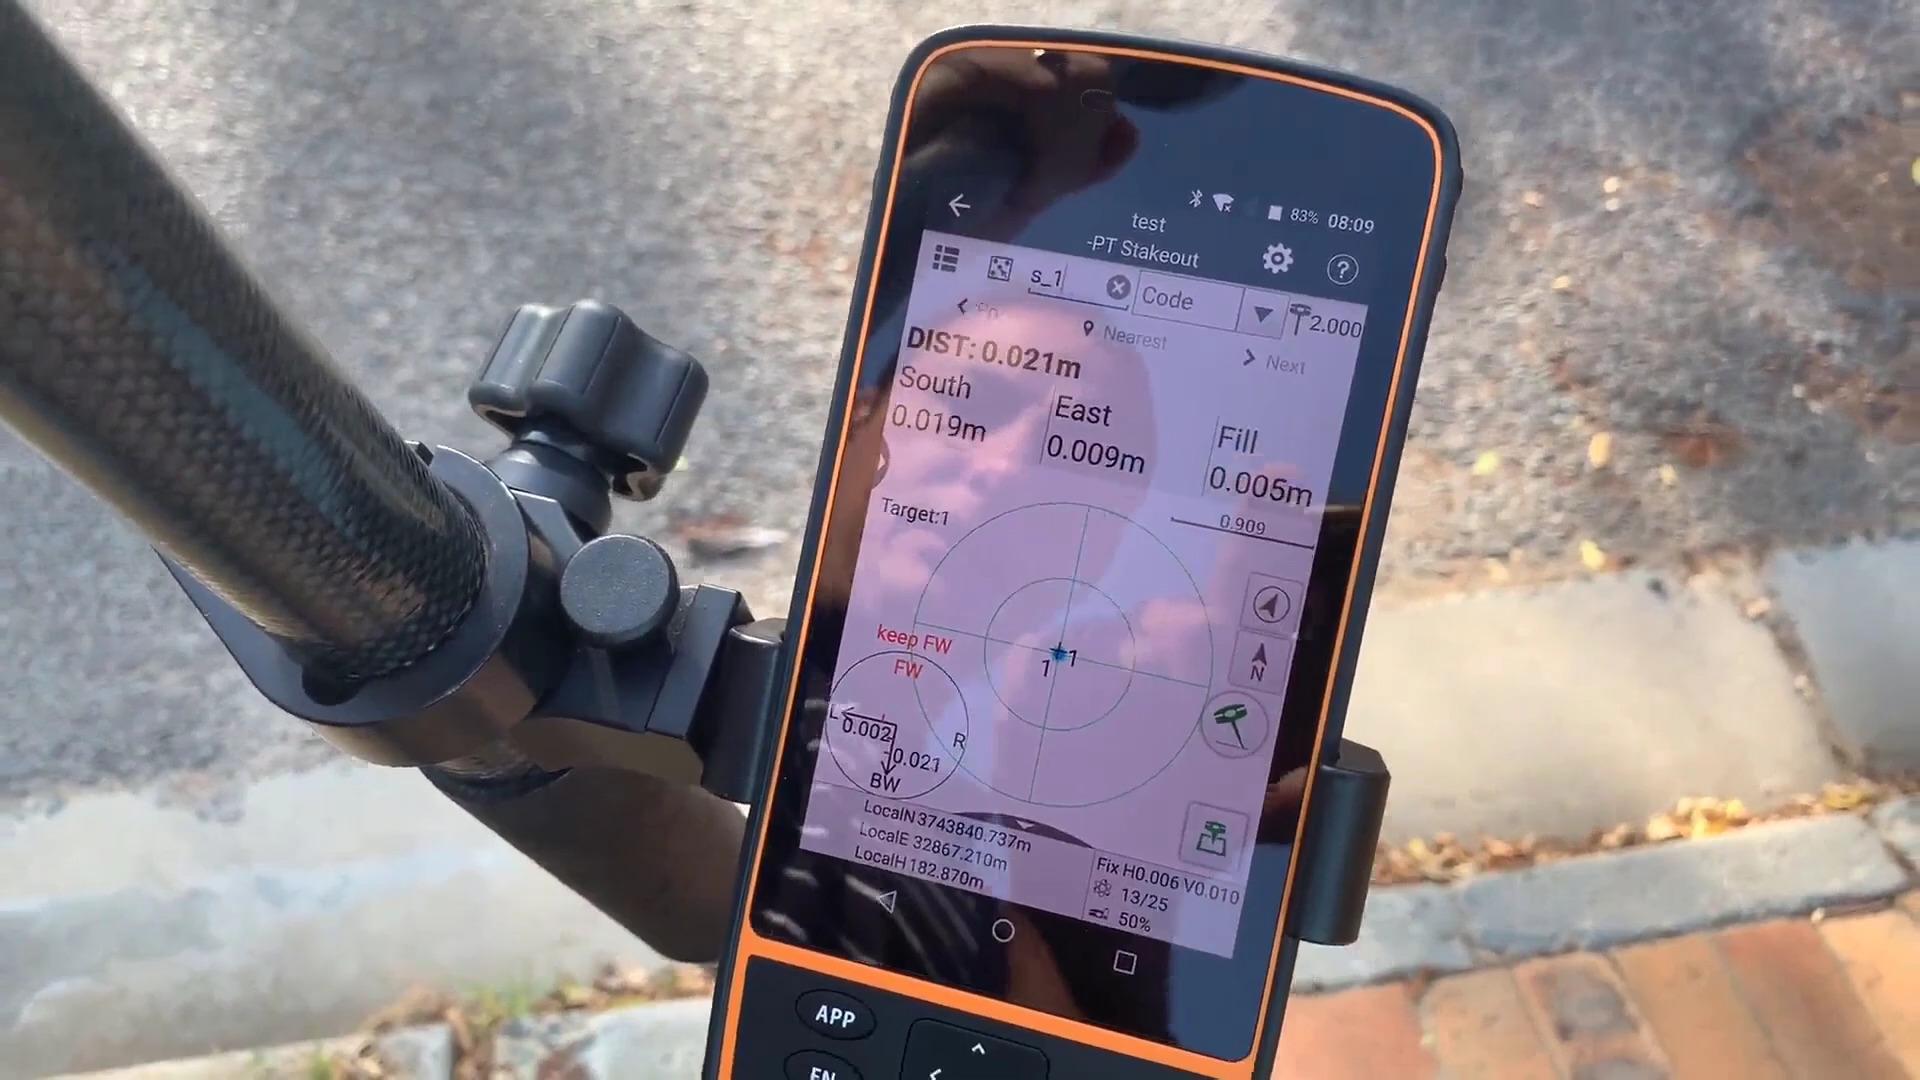 83% 08:09
test
-PT Stakeout
s_1 Code 2.000
Nearest
Next
DIST: 0.021m
South East Fill
0.019m 0.009m 0.005m
Target:1
0.909
keep FW
FW
1 1
N
L 0.002 R
0.021
BW
LocalN 3743840.737m
LocalE 32867.210m
LocalH 182.870m
Fix H0.006 V0.010
13/25
50%
APP